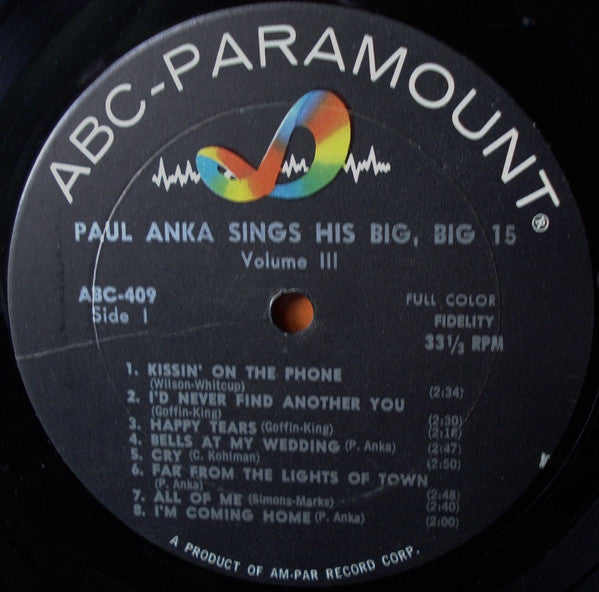 ABC-PARAMOUNT®
PAUL ANKA SINGS HIS BIG, BIG 15
Volume III
ABC-409
Side 1
FULL COLOR
FIDELITY
33 1/3 RPM
1. KISSIN' ON THE PHONE
(Wilson-Whitcup) (2:34)
2. I'D NEVER FIND ANOTHER YOU
(Goffin-King) (2:30)
3. HAPPY TEARS (Goffin-King) (2:16)
4. BELLS AT MY WEDDING (P. Anka) (2:47)
5. CRY (C. Kohlman) (2:50)
6. FAR FROM THE LIGHTS OF TOWN
(P. Anka) (2:48)
7. ALL OF ME (Simons-Marks) (2:40)
8. I'M COMING HOME (P. Anka) (2:00)
A PRODUCT OF AM-PAR RECORD CORP.